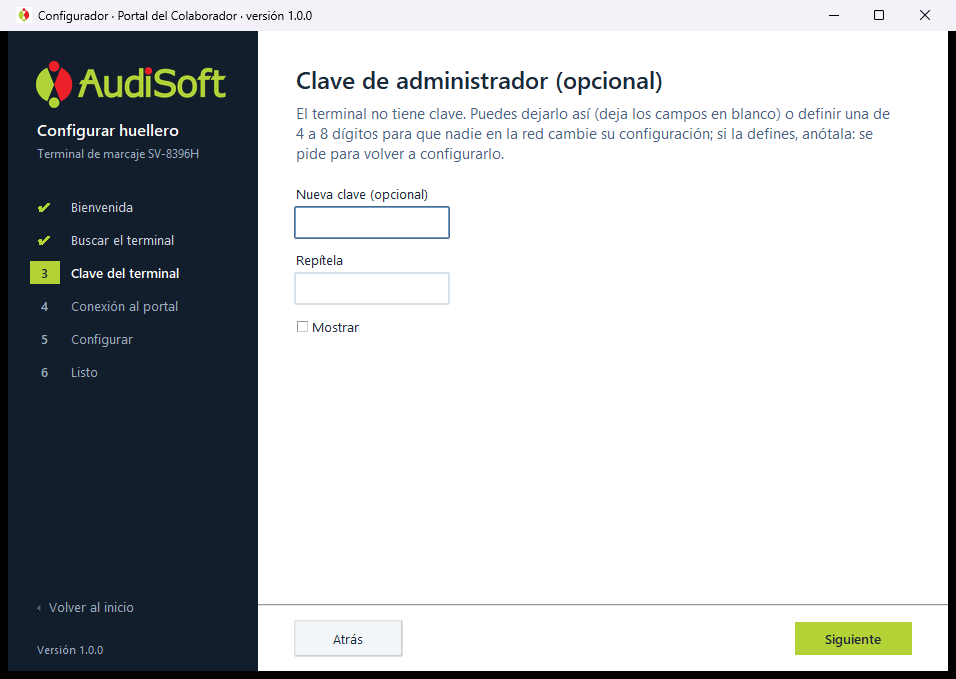 Configurador · Portal del Colaborador · versión 1.0.0
AudiSoft
Configurar huellero
Terminal de marcaje SV-8396H
Bienvenida
Buscar el terminal
3 Clave del terminal
4 Conexión al portal
5 Configurar
6 Listo
‹ Volver al inicio
Versión 1.0.0
Clave de administrador (opcional)
El terminal no tiene clave. Puedes dejarlo así (deja los campos en blanco) o definir una de
4 a 8 dígitos para que nadie en la red cambie su configuración; si la defines, anótala: se
pide para volver a configurarlo.
Nueva clave (opcional)
Repítela
Mostrar
Atrás
Siguiente